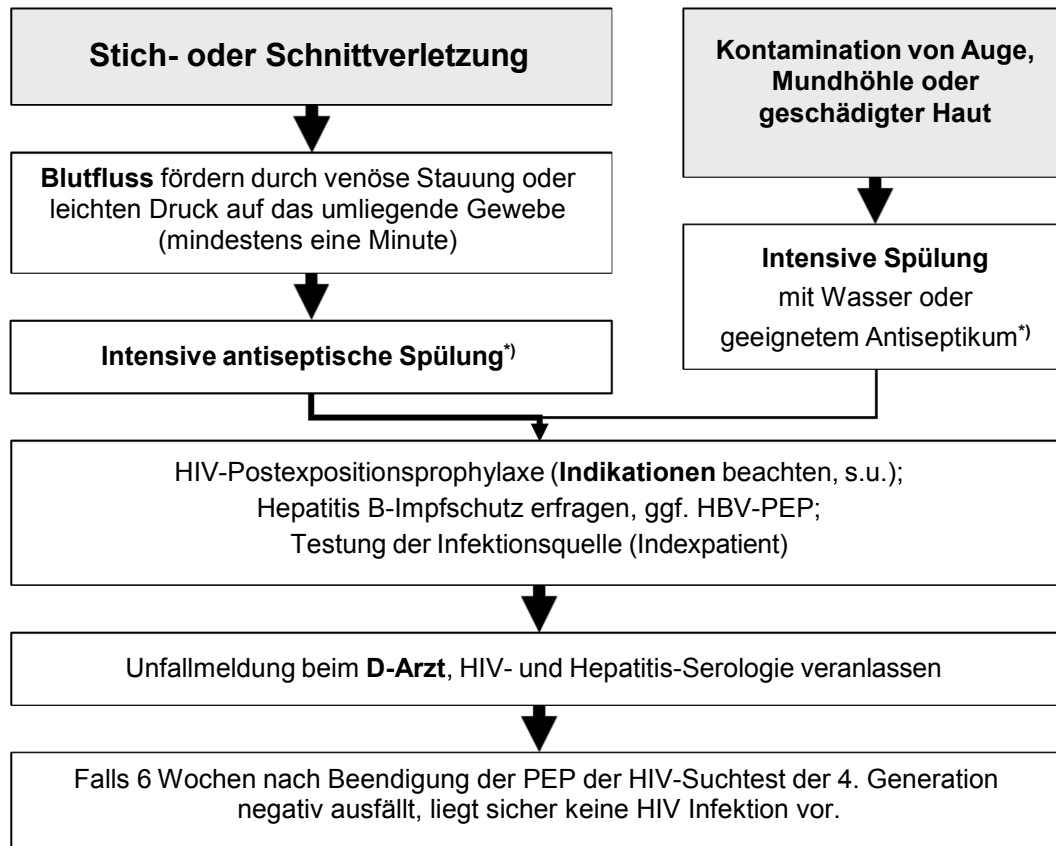 Stich- oder Schnittverletzung
Kontamination von Auge,
Mundhöhle oder
geschädigter Haut
Blutfluss fördern durch venöse Stauung oder
leichten Druck auf das umliegende Gewebe
(mindestens eine Minute)
Intensive Spülung
mit Wasser oder
geeignetem Antiseptikum*)
Intensive antiseptische Spülung*)
HIV-Postexpositionsprophylaxe (Indikationen beachten, s.u.);
Hepatitis B-Impfschutz erfragen, ggf. HBV-PEP;
Testung der Infektionsquelle (Indexpatient)
Unfallmeldung beim D-Arzt, HIV- und Hepatitis-Serologie veranlassen
Falls 6 Wochen nach Beendigung der PEP der HIV-Suchtest der 4. Generation
negativ ausfällt, liegt sicher keine HIV Infektion vor.